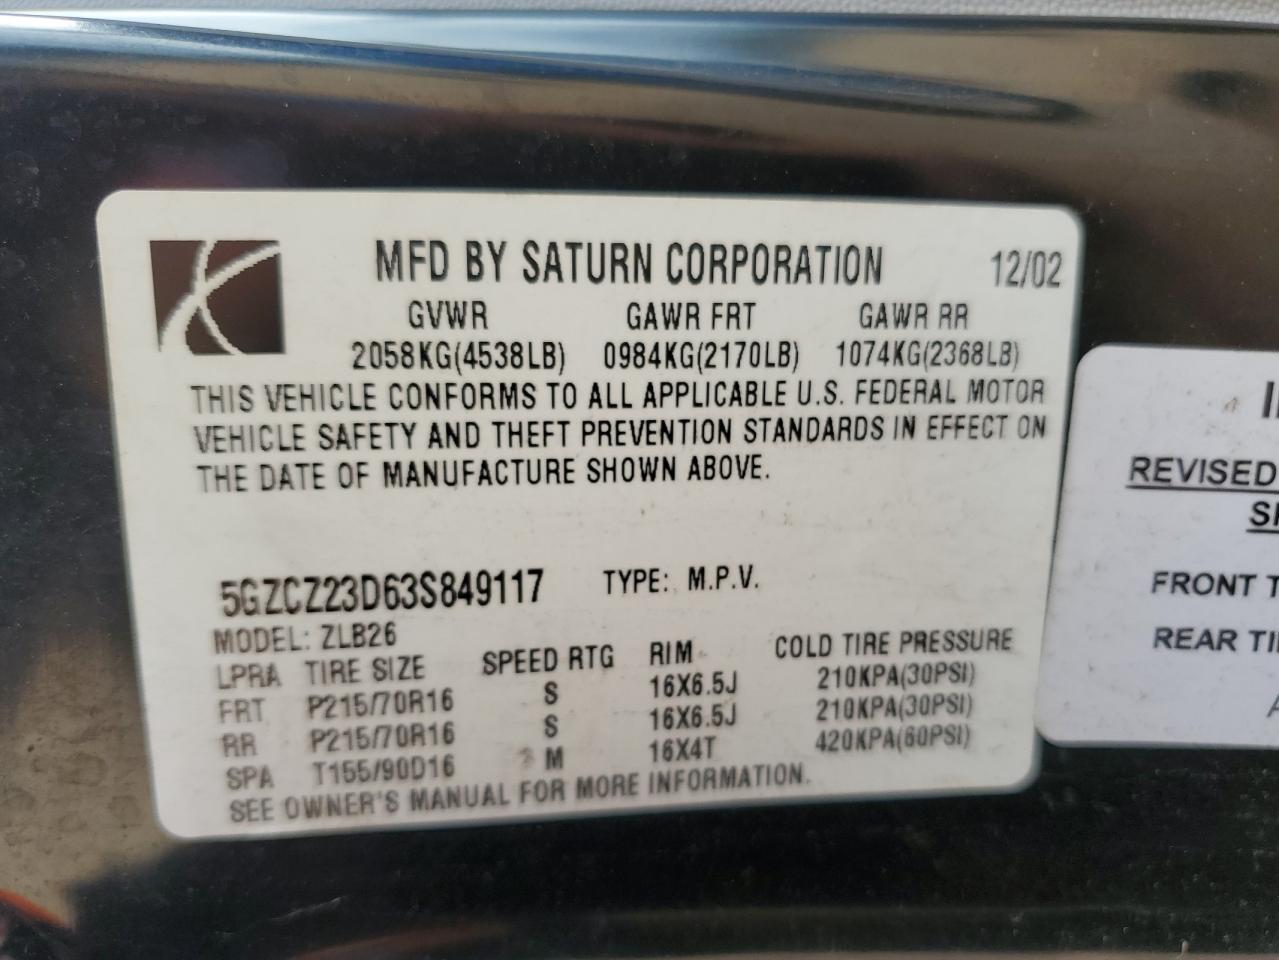 MFD BY SATURN CORPORATION 12/02
GVWR GAWR FRT GAWR RR
2058KG(4538LB) 0984KG(2170LB) 1074KG(2368LB)
THIS VEHICLE CONFORMS TO ALL APPLICABLE U.S. FEDERAL MOTOR
VEHICLE SAFETY AND THEFT PREVENTION STANDARDS IN EFFECT ON
THE DATE OF MANUFACTURE SHOWN ABOVE.
5GZCZ23D63S849117 TYPE: M.P.V.
MODEL: ZLB26
LPRA TIRE SIZE SPEED RTG RIM COLD TIRE PRESSURE
FRT P215/70R16 S 16X6.5J 210KPA(30PSI)
RR P215/70R16 S 16X6.5J 210KPA(30PSI)
SPA T155/90D16 M 16X4T 420KPA(60PSI)
SEE OWNER'S MANUAL FOR MORE INFORMATION.
REVISED
FRONT
REAR